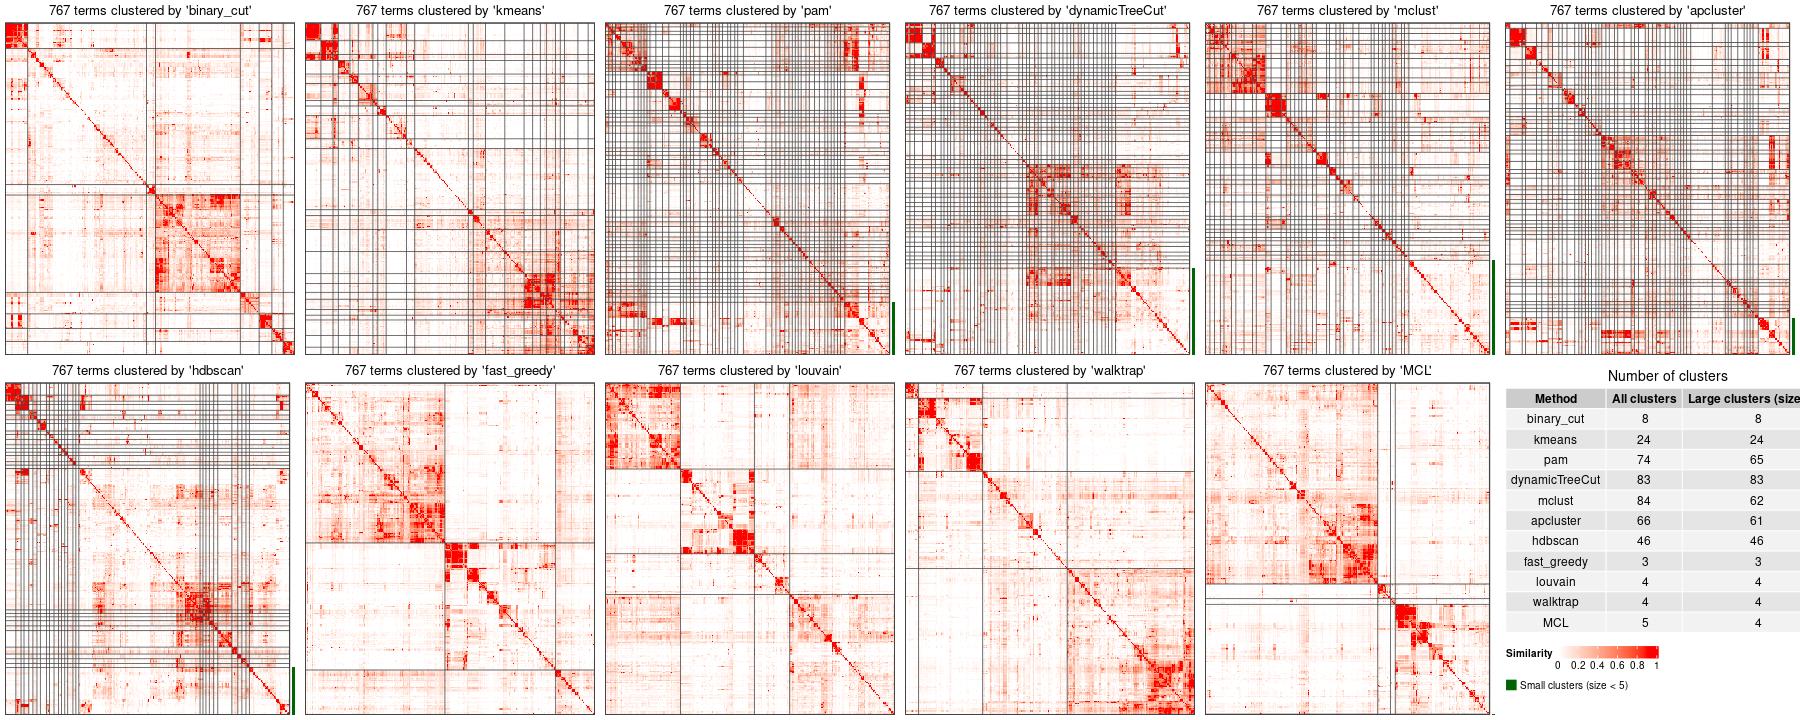 767 terms clustered by 'binary_cut'
767 terms clustered by 'kmeans'
767 terms clustered by 'pam'
767 terms clustered by 'dynamicTreeCut'
767 terms clustered by 'mclust'
767 terms clustered by 'apcluster'
767 terms clustered by 'hdbscan'
767 terms clustered by 'fast_greedy'
767 terms clustered by 'louvain'
767 terms clustered by 'walktrap'
767 terms clustered by 'MCL'
Number of clusters
Method All clusters Large clusters (size
binary_cut 8 8
kmeans 24 24
pam 74 65
dynamicTreeCut 83 83
mclust 84 62
apcluster 66 61
hdbscan 46 46
fast_greedy 3 3
louvain 4 4
walktrap 4 4
MCL 5 4
Similarity
0 0.2 0.4 0.6 0.8 1
Small clusters (size < 5)